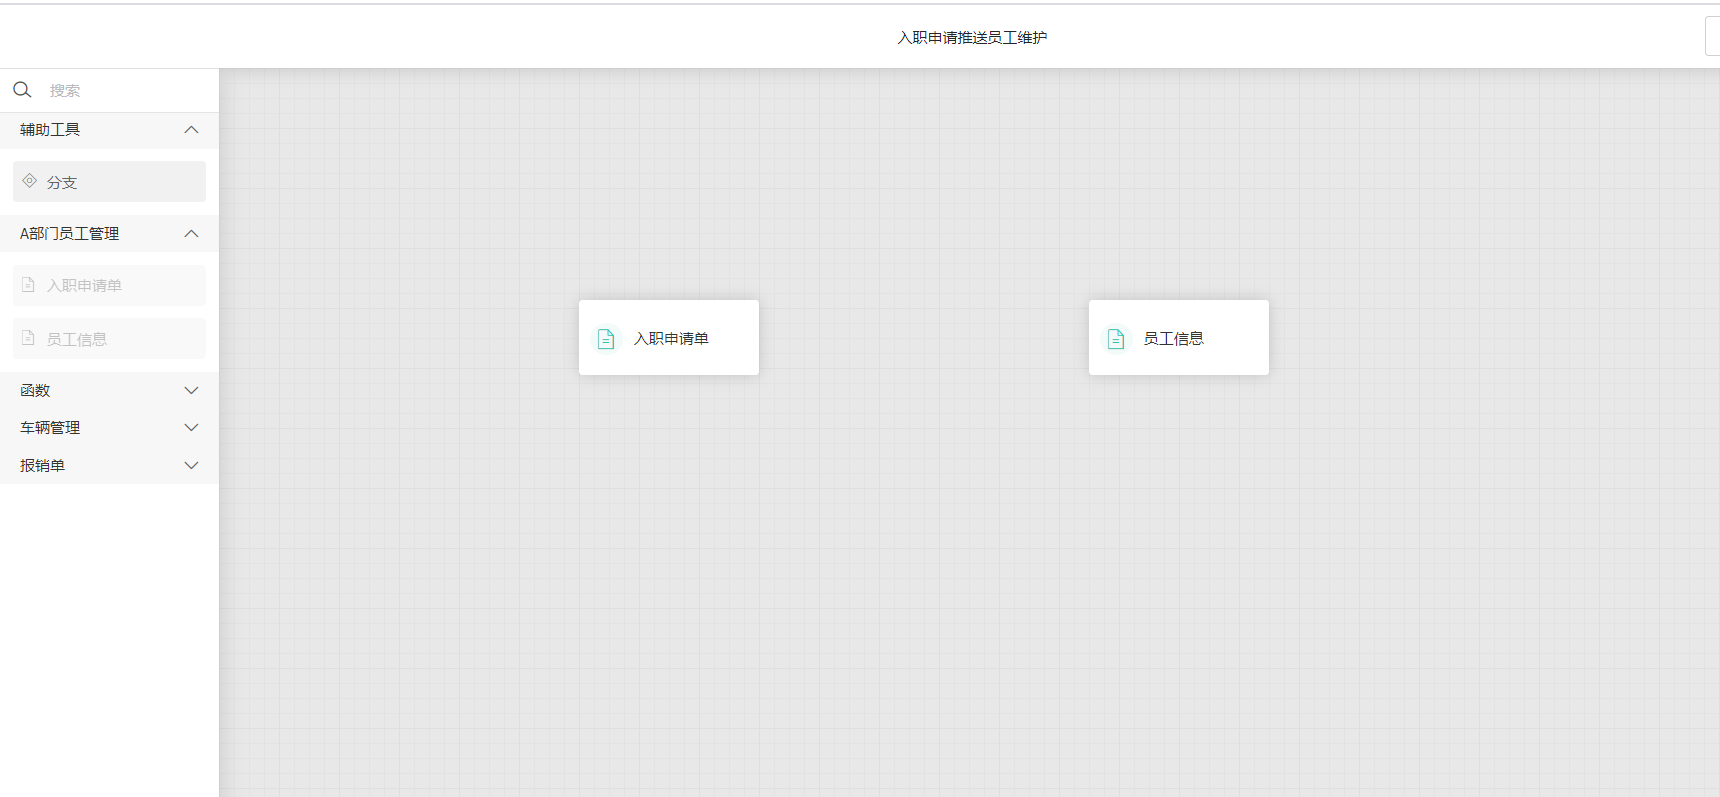 入职申请推送员工维护
搜索
辅助工具
分支
A部门员工管理
入职申请单
员工信息
函数
车辆管理
报销单
入职申请单
员工信息